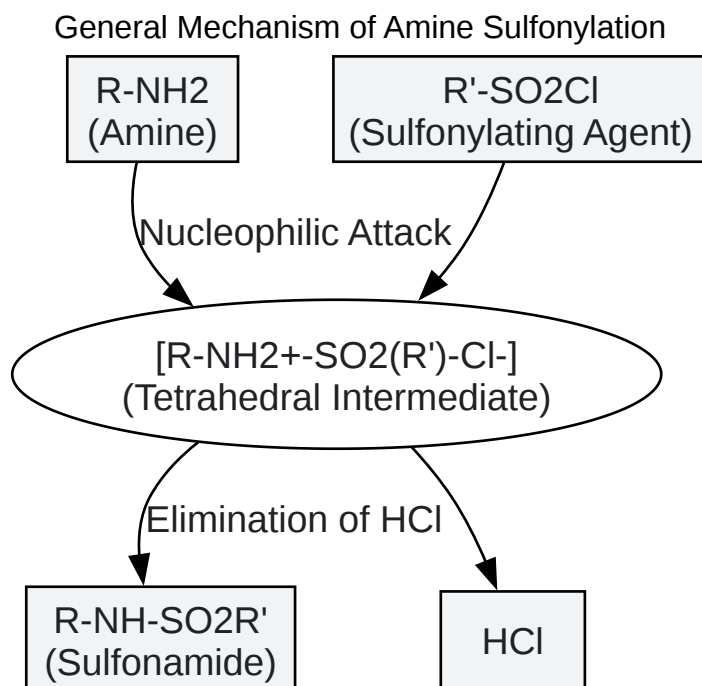 General Mechanism of Amine Sulfonylation
R-NH2
(Amine)
R'-SO2Cl
(Sulfonylating Agent)
Nucleophilic Attack
[R-NH2+-SO2(R')-Cl-]
(Tetrahedral Intermediate)
Elimination of HCl
R-NH-SO2R'
(Sulfonamide)
HCl